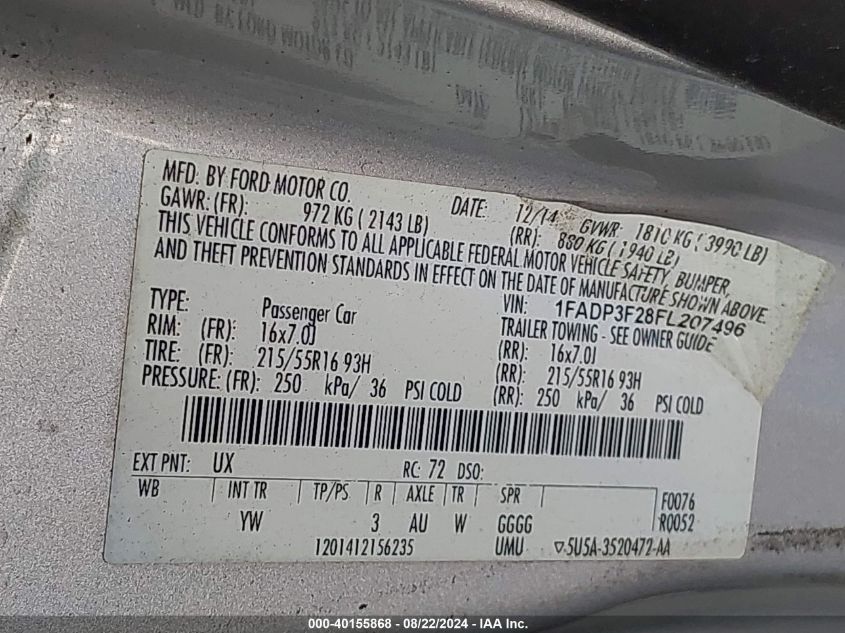 MFD. BY FORD MOTOR CO.
DATE: 12/14 GVWR: 1810 KG ( 3990 LB)
GAWR: (FR): 972 KG ( 2143 LB) (RR): 880 KG ( 1940 LB)
THIS VEHICLE CONFORMS TO ALL APPLICABLE FEDERAL MOTOR VEHICLE SAFETY, BUMPER,
AND THEFT PREVENTION STANDARDS IN EFFECT ON THE DATE OF MANUFACTURE SHOWN ABOVE.
VIN: 1FADP3F28FL207496
TYPE: Passenger Car TRAILER TOWING - SEE OWNER GUIDE
RIM: (FR): 16x7.0J (RR): 16x7.0J
TIRE: (FR): 215/55R16 93H (RR): 215/55R16 93H
PRESSURE: (FR): 250 kPa/ 36 PSI COLD (RR): 250 kPa/ 36 PSI COLD
EXT PNT: UX RC: 72 DSO:
WB INT TR TP/PS R AXLE TR SPR F0076
YW 3 AU W GGGG R0052
1201412156235 UMU ▽5U5A-3520472-AA
000-40155868 - 08/22/2024 - IAA Inc.